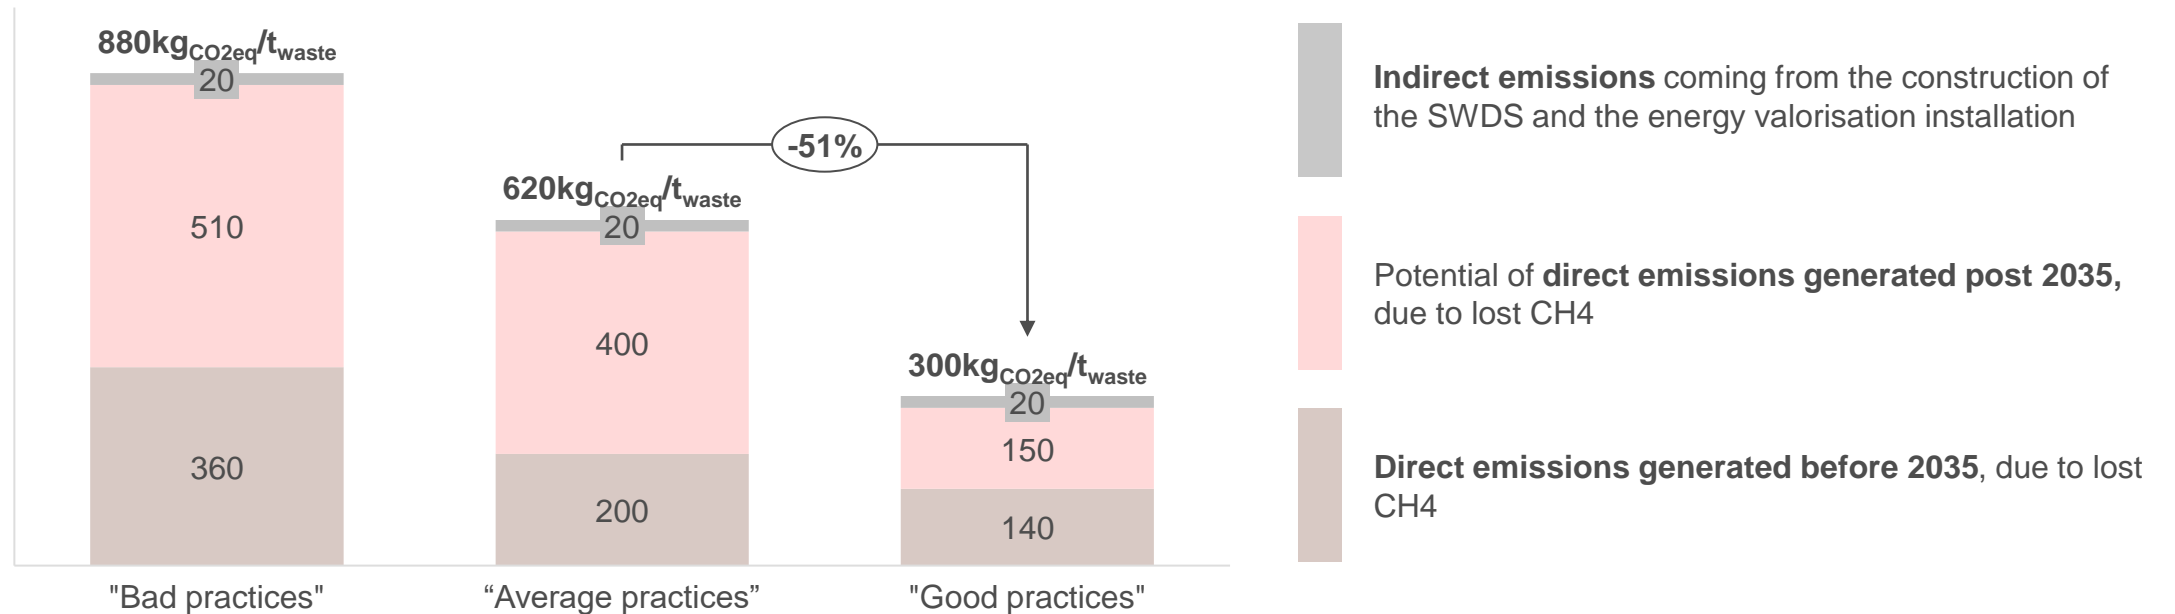 880kgCO2eq/twaste
20
510
360
"Bad practices"
620kgCO2eq/twaste
20
400
200
“Average practices”
-51%
300kgCO2eq/twaste
20
150
140
"Good practices"
Indirect emissions coming from the construction of
the SWDS and the energy valorisation installation
Potential of direct emissions generated post 2035,
due to lost CH4
Direct emissions generated before 2035, due to lost
CH4